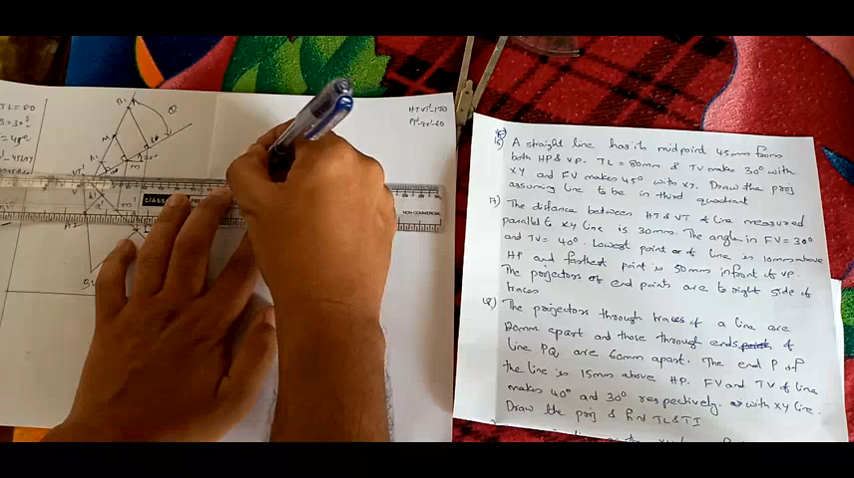 TL=80
HT VT'-120
NON-COMMERCIAL
16) A straight line has its midpoint 45mm from
both HP & VP. TL = 80mm & TV makes 30° with
XY and FV makes 45° with XY. Draw the proj
assuming line to be in third quadrant
17) The distance between HT & VT of line measured
parallel to XY line is 30mm. The angle in FV = 30°
and TV = 40°. Lowest point of line is 10mm above
HP and farthest point is 50mm infront of VP.
The projectors of end points are to right side of
traces
18) The projectors through traces of a line are
120mm apart and those through ends of
line PQ are 60mm apart. The end P of
the line is 15mm above HP. FV and TV of line
makes 40° and 30° respectively with XY line.
Draw the proj & find TL & TI